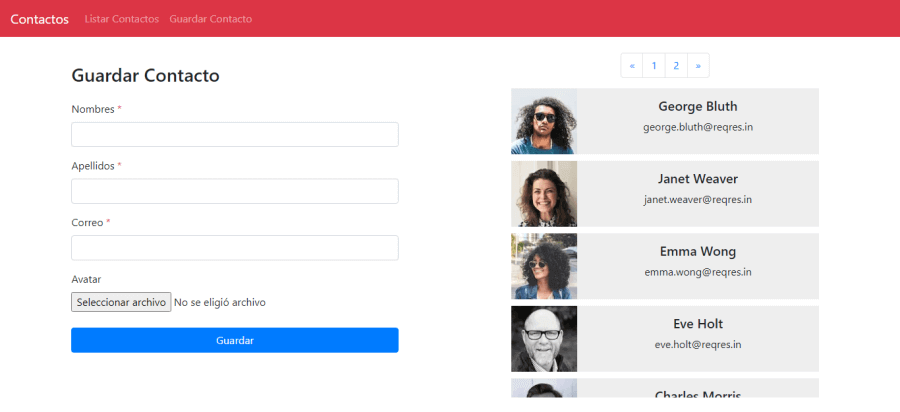 Contactos Listar Contactos Guardar Contacto
Guardar Contacto
Nombres *
Apellidos *
Correo *
Avatar
Seleccionar archivo No se eligió archivo
Guardar
« 1 2 »
George Bluth
george.bluth@reqres.in
Janet Weaver
janet.weaver@reqres.in
Emma Wong
emma.wong@reqres.in
Eve Holt
eve.holt@reqres.in
Charles Morris